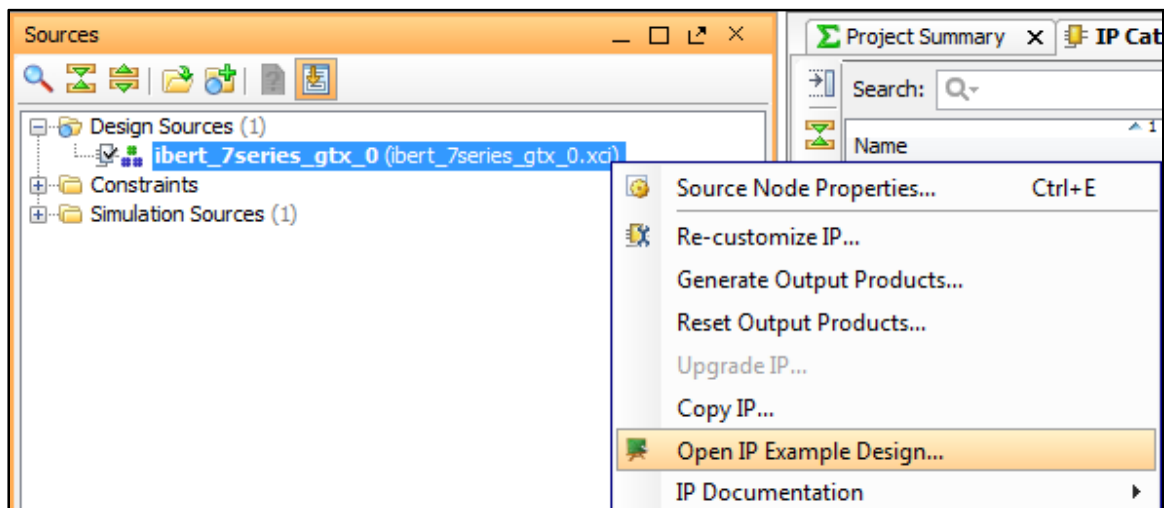 Sources
Design Sources (1)
ibert_7series_gtx_0 (ibert_7series_gtx_0.xci)
Constraints
Simulation Sources (1)
Project Summary IP Cat
Search:
Name 1
Source Node Properties... Ctrl+E
Re-customize IP...
Generate Output Products...
Reset Output Products...
Upgrade IP...
Copy IP...
Open IP Example Design...
IP Documentation